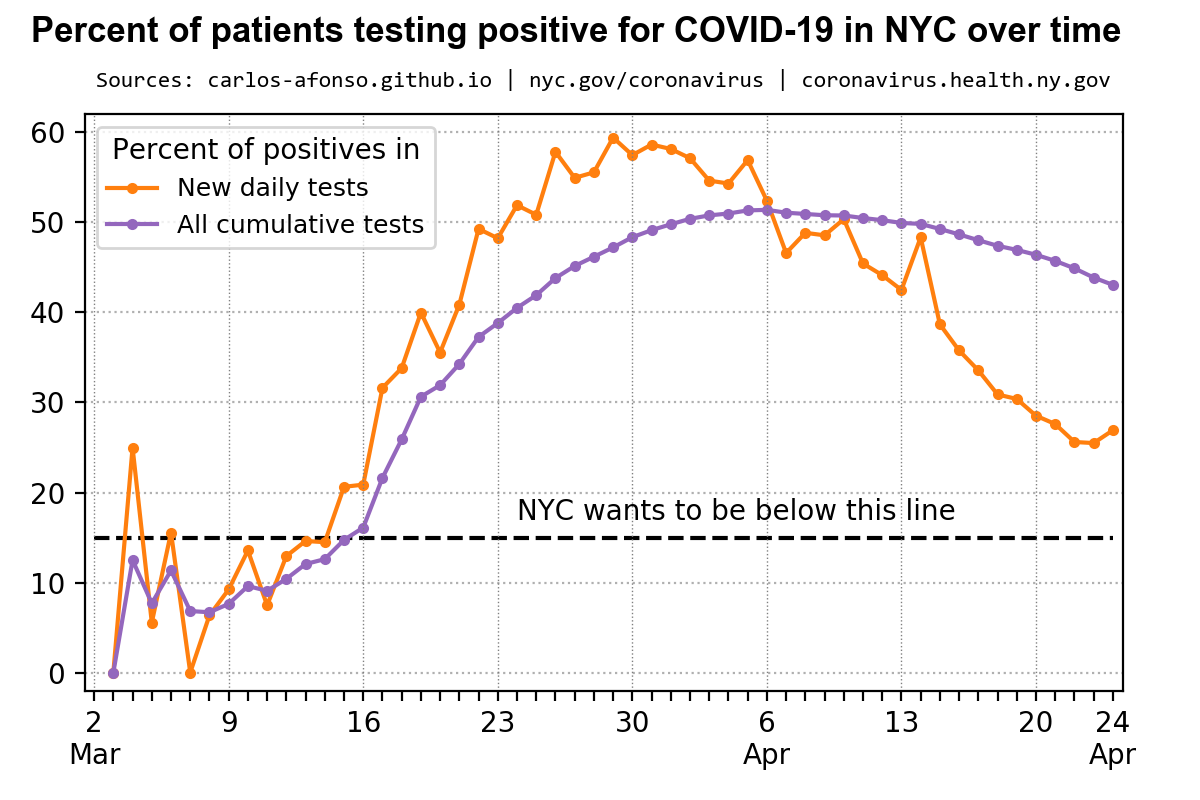 Percent of patients testing positive for COVID-19 in NYC over time
Sources: carlos-afonso.github.io | nyc.gov/coronavirus | coronavirus.health.ny.gov
Percent of positives in
New daily tests
All cumulative tests
60
50
40
30
20
10
0
NYC wants to be below this line
2 9 16 23 30 6 13 20 24
Mar Apr Apr